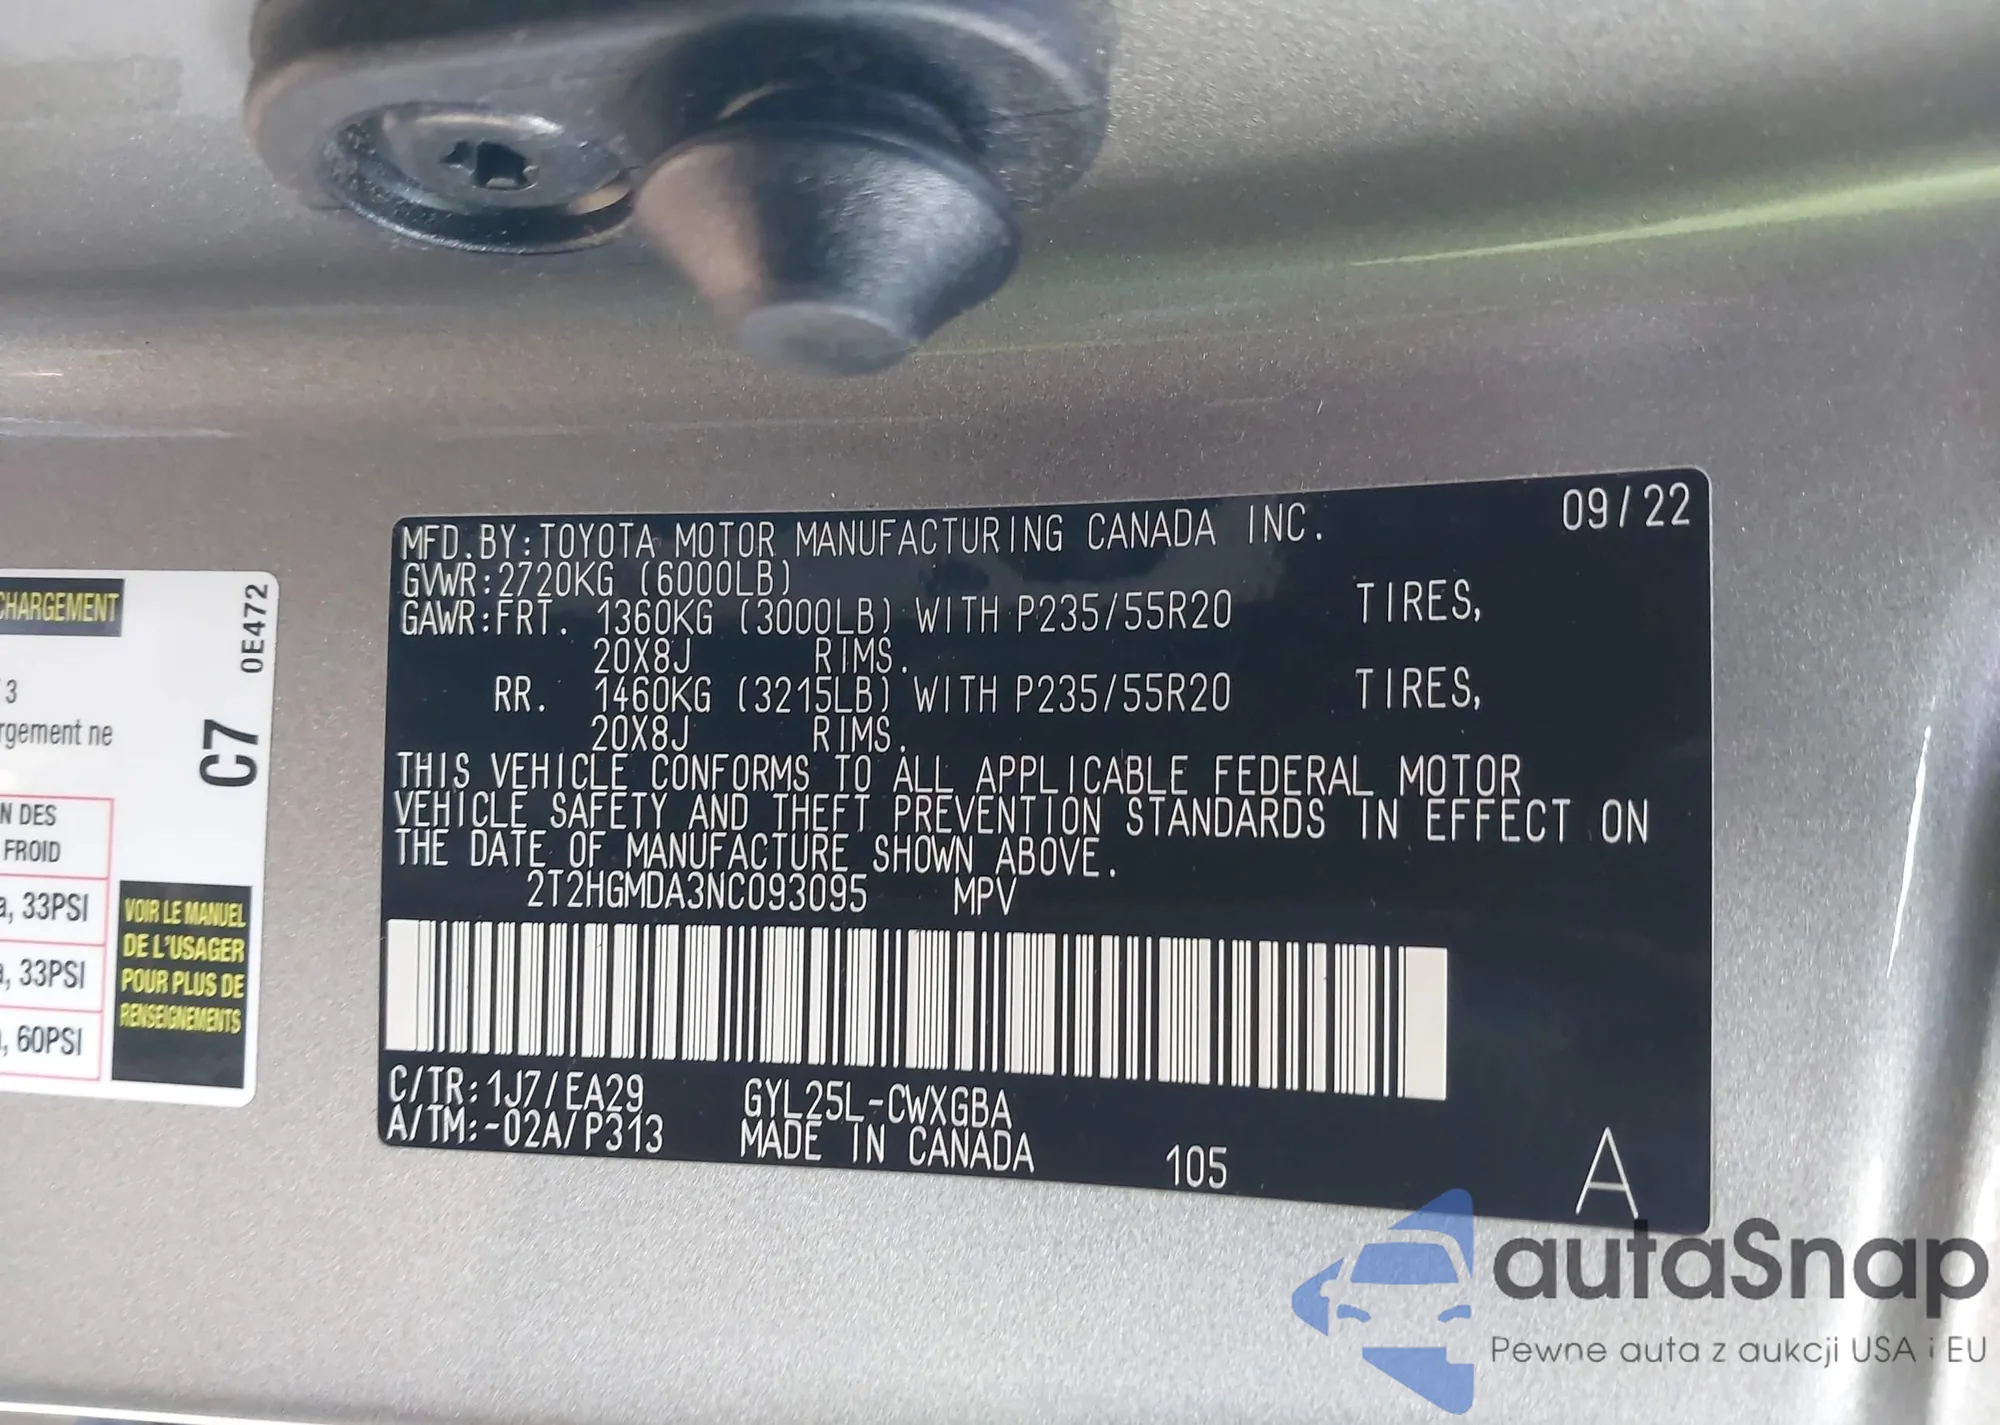 MFD.BY:TOYOTA MOTOR MANUFACTURING CANADA INC. 09/22
GVWR:2720KG (6000LB)
GAWR:FRT. 1360KG (3000LB) WITH P235/55R20 TIRES,
20X8J RIMS.
RR. 1460KG (3215LB) WITH P235/55R20 TIRES,
20X8J RIMS.
THIS VEHICLE CONFORMS TO ALL APPLICABLE FEDERAL MOTOR
VEHICLE SAFETY AND THEFT PREVENTION STANDARDS IN EFFECT ON
THE DATE OF MANUFACTURE SHOWN ABOVE.
2T2HGMDA3NC093095 MPV
C/TR:1J7/EA29 GYL25L-CWXGBA
A/TM:-02A/P313 MADE IN CANADA 105 A
CHARGEMENT
0E472
3
rgement ne
C7
N DES
FROID
a, 33PSI
, 33PSI
, 60PSI
VOIR LE MANUEL
DE L'USAGER
POUR PLUS DE
RENSEIGNEMENTS
autaSnap
Pewne auta z aukcji USA i EU